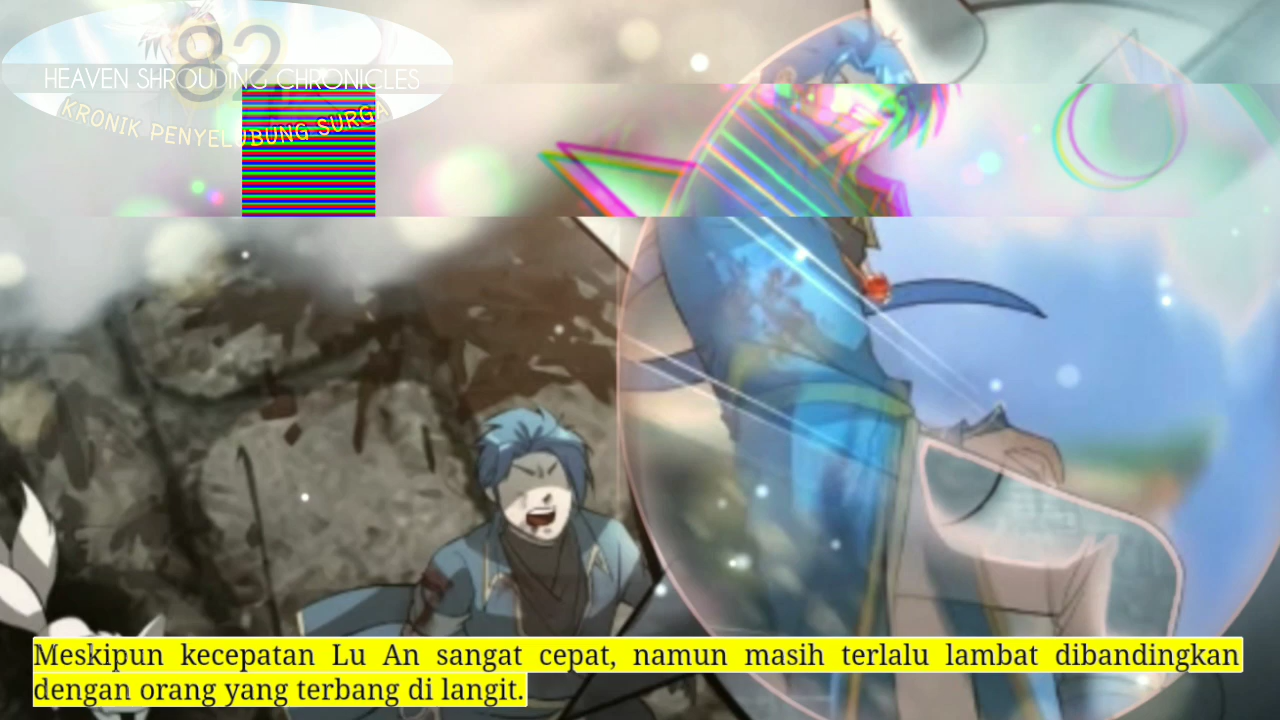 82
HEAVEN SHROUDING CHRONICLES
KRONIK PENYELUBUNG SURGA
Meskipun kecepatan Lu An sangat cepat, namun masih terlalu lambat dibandingkan
dengan orang yang terbang di langit.